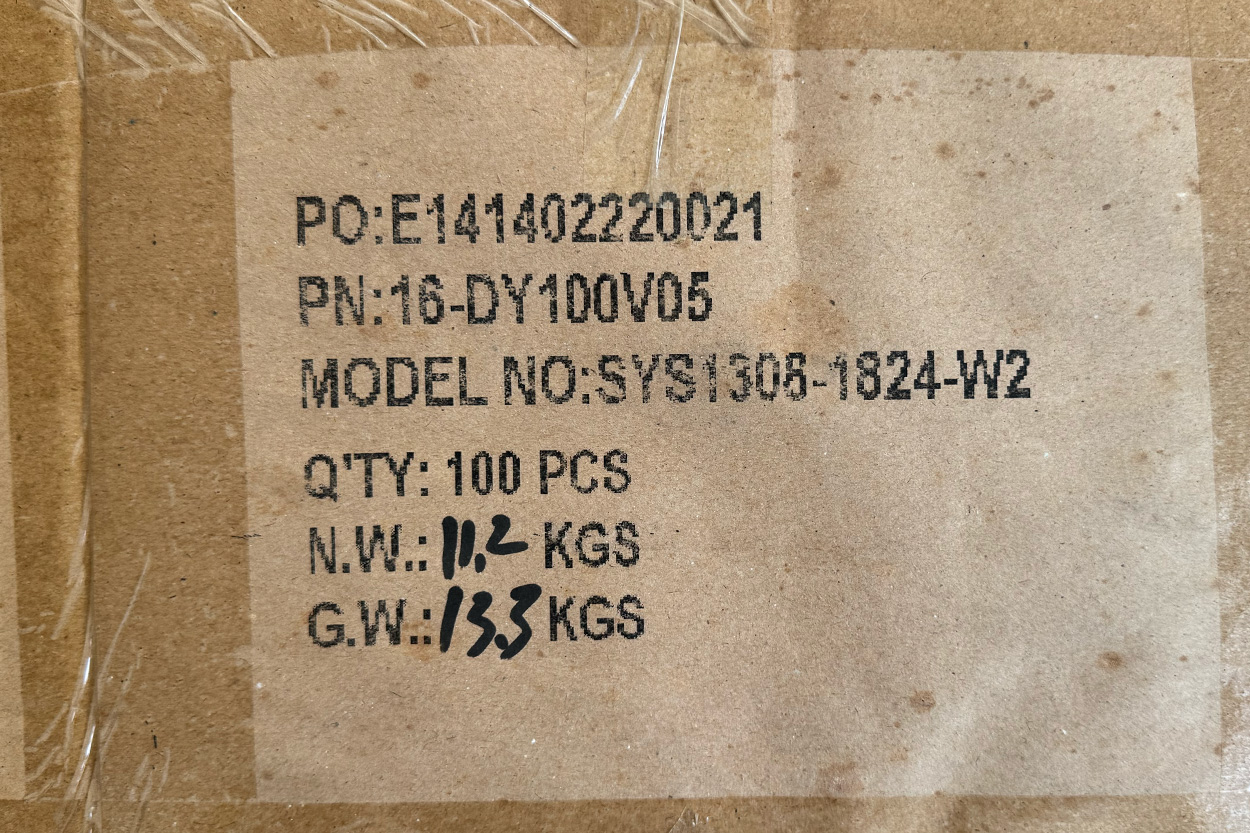 PO:E141402220021
PN:16-DY100V05
MODEL NO:SYS1308-1824-W2
Q'TY: 100 PCS
N.W.: 11.2 KGS
G.W.: 13.3 KGS